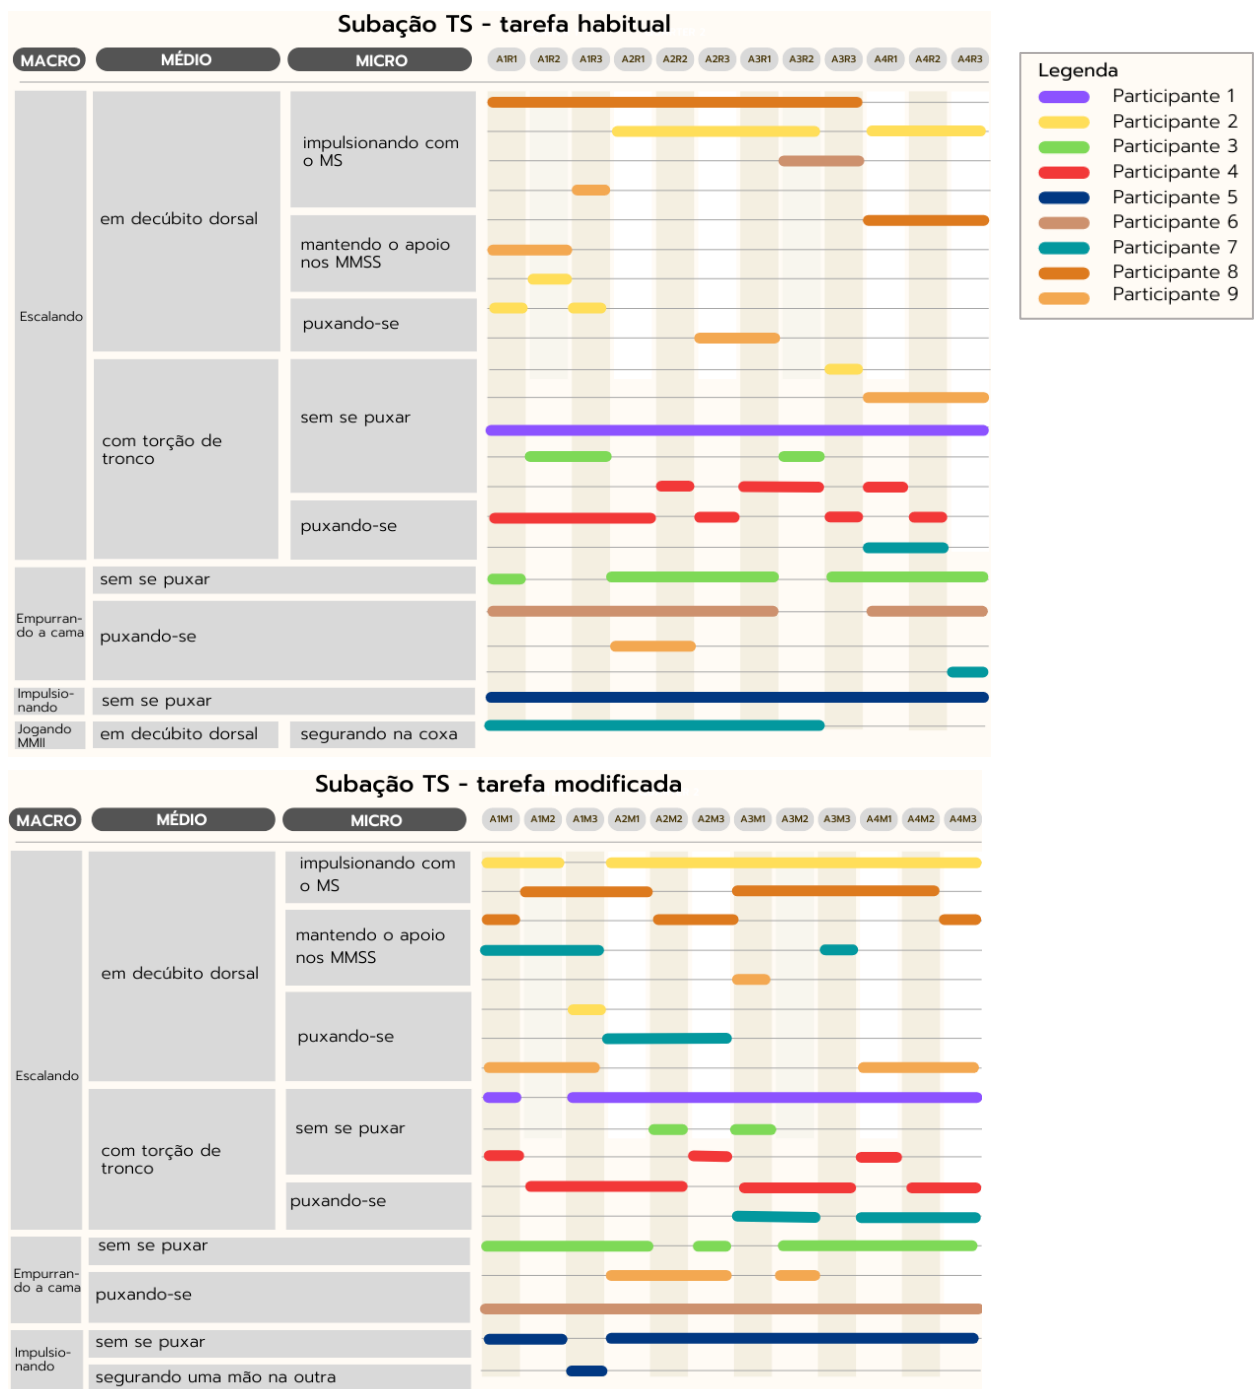 Subação TS - tarefa habitual
MACRO MÉDIO MICRO A1R1 A1R2 A1R3 A2R1 A2R2 A2R3 A3R1 A3R2 A3R3 A4R1 A4R2 A4R3
Legenda
Participante 1
Participante 2
Participante 3
Participante 4
Participante 5
Participante 6
Participante 7
Participante 8
Participante 9
Escalando
em decúbito dorsal
impulsionando com
o MS
mantendo o apoio
nos MMSS
puxando-se
com torção de
tronco
sem se puxar
puxando-se
Empurran-
do a cama
sem se puxar
puxando-se
Impulsio-
nando
sem se puxar
Jogando
MMII
em decúbito dorsal
segurando na coxa
Subação TS - tarefa modificada
MACRO MÉDIO MICRO A1M1 A1M2 A1M3 A2M1 A2M2 A2M3 A3M1 A3M2 A3M3 A4M1 A4M2 A4M3
Escalando
em decúbito dorsal
impulsionando com
o MS
mantendo o apoio
nos MMSS
puxando-se
com torção de
tronco
sem se puxar
puxando-se
Empurran-
do a cama
sem se puxar
puxando-se
Impulsio-
nando
sem se puxar
segurando uma mão na outra